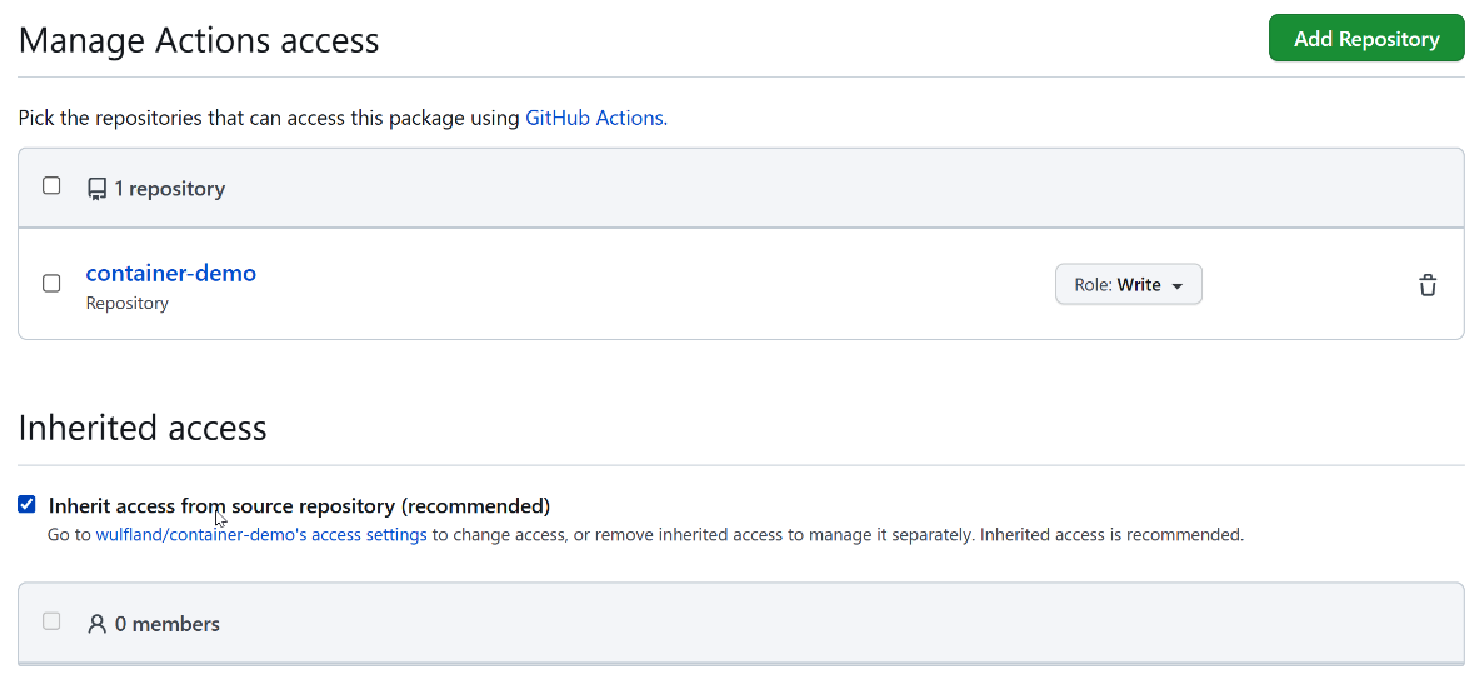 Manage Actions access
Add Repository
Pick the repositories that can access this package using GitHub Actions.
1 repository
container-demo
Repository
Role: Write
Inherited access
Inherit access from source repository (recommended)
Go to wulfland/container-demo's access settings to change access, or remove inherited access to manage it separately. Inherited access is recommended.
0 members